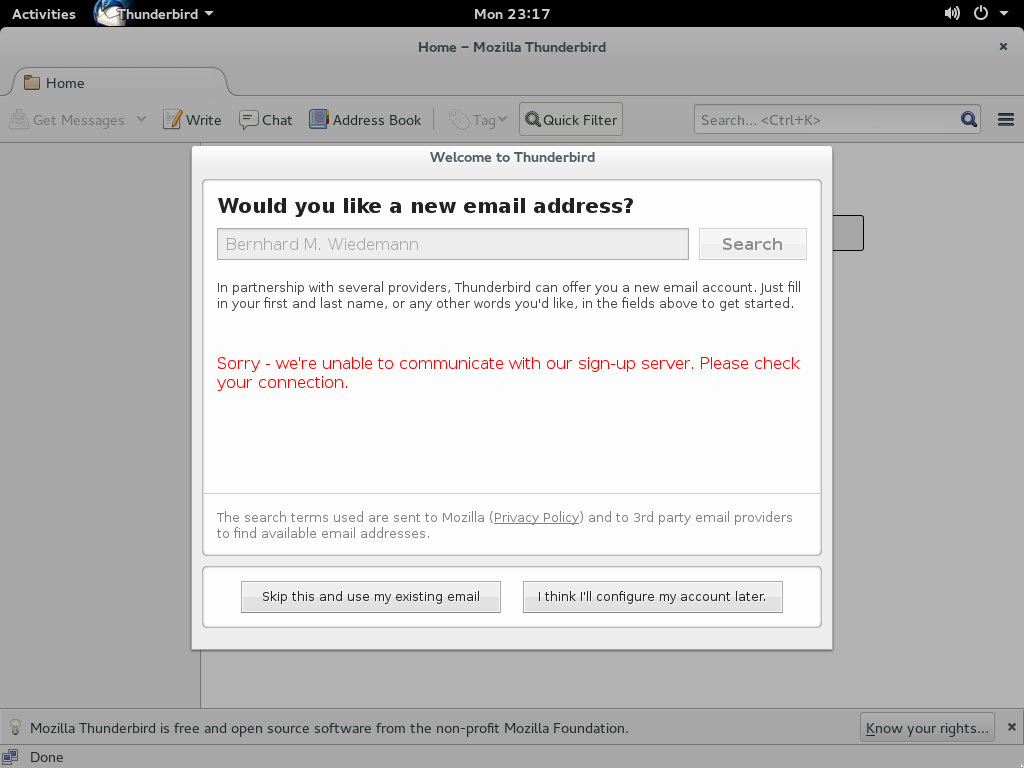 Activities Thunderbird Mon 23:17
Home – Mozilla Thunderbird
Home
Get Messages Write Chat Address Book Tag Quick Filter Search... <Ctrl+K>
Welcome to Thunderbird
Would you like a new email address?
Bernhard M. Wiedemann Search
In partnership with several providers, Thunderbird can offer you a new email account. Just fill
in your first and last name, or any other words you'd like, in the fields above to get started.
Sorry - we're unable to communicate with our sign-up server. Please check
your connection.
The search terms used are sent to Mozilla (Privacy Policy) and to 3rd party email providers
to find available email addresses.
Skip this and use my existing email I think I'll configure my account later.
Mozilla Thunderbird is free and open source software from the non-profit Mozilla Foundation. Know your rights...
Done